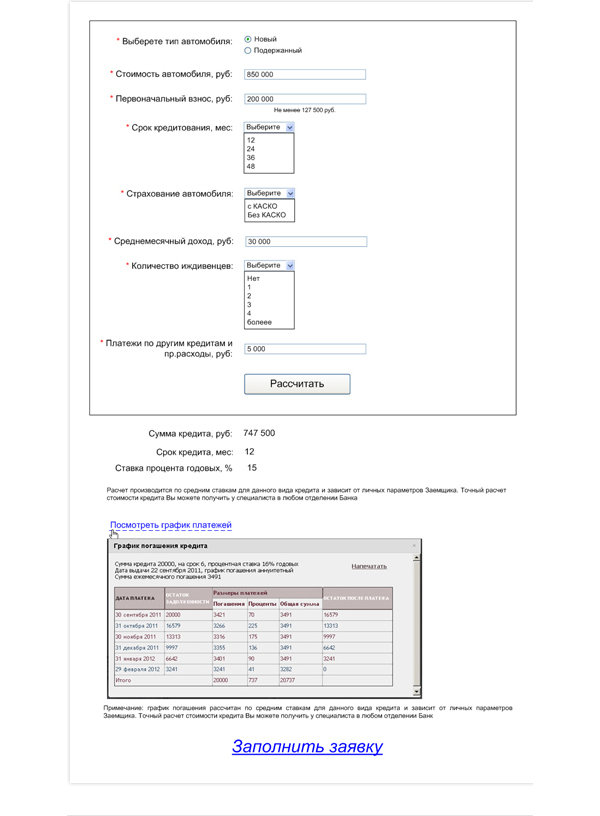 * Выберете тип автомобиля:
Новый
Подержанный
* Стоимость автомобиля, руб:
850 000
* Первоначальный взнос, руб:
200 000
Не менее 127 500 руб.
* Срок кредитования, мес:
Выберите
12
24
36
48
* Страхование автомобиля:
Выберите
с КАСКО
Без КАСКО
* Среднемесячный доход, руб:
30 000
* Количество иждивенцев:
Выберите
Нет
1
2
3
4
болеее
* Платежи по другим кредитам и
пр.расходы, руб:
5 000
Рассчитать
Сумма кредита, руб: 747 500
Срок кредита, мес: 12
Ставка процента годовых, % 15
Расчет производится по средним ставкам для данного вида кредита и зависит от личных параметров Заемщика. Точный расчет
стоимости кредита Вы можете получить у специалиста в любом отделении Банка
Посмотреть график платежей
График погашения кредита
Сумма кредита 20000, на срок 6, процентная ставка 16% годовых
Дата выдачи 22 сентября 2011, график погашения аннуитетный
Сумма ежемесячного погашения 3491
Напечатать
ДАТА ПЛАТЕЖА ОСТАТОК ЗАДОЛЖЕННОСТИ Размеры платежей ОСТАТОК ПОСЛЕ ПЛАТЕЖА
Погашения Проценты Общая сумма
30 сентября 2011 20000 3421 70 3491 16579
31 октября 2011 16579 3266 225 3491 13313
30 ноября 2011 13313 3316 175 3491 9997
31 декабря 2011 9997 3355 136 3491 6642
31 января 2012 6642 3401 90 3491 3241
29 февраля 2012 3241 3241 41 3282 0
Итого 20000 737 20737
Примечание: график погашения рассчитан по средним ставкам для данного вида кредита и зависит от личных параметров
Заемщика. Точный расчет стоимости кредита Вы можете получить у специалиста в любом отделении Банк
Заполнить заявку